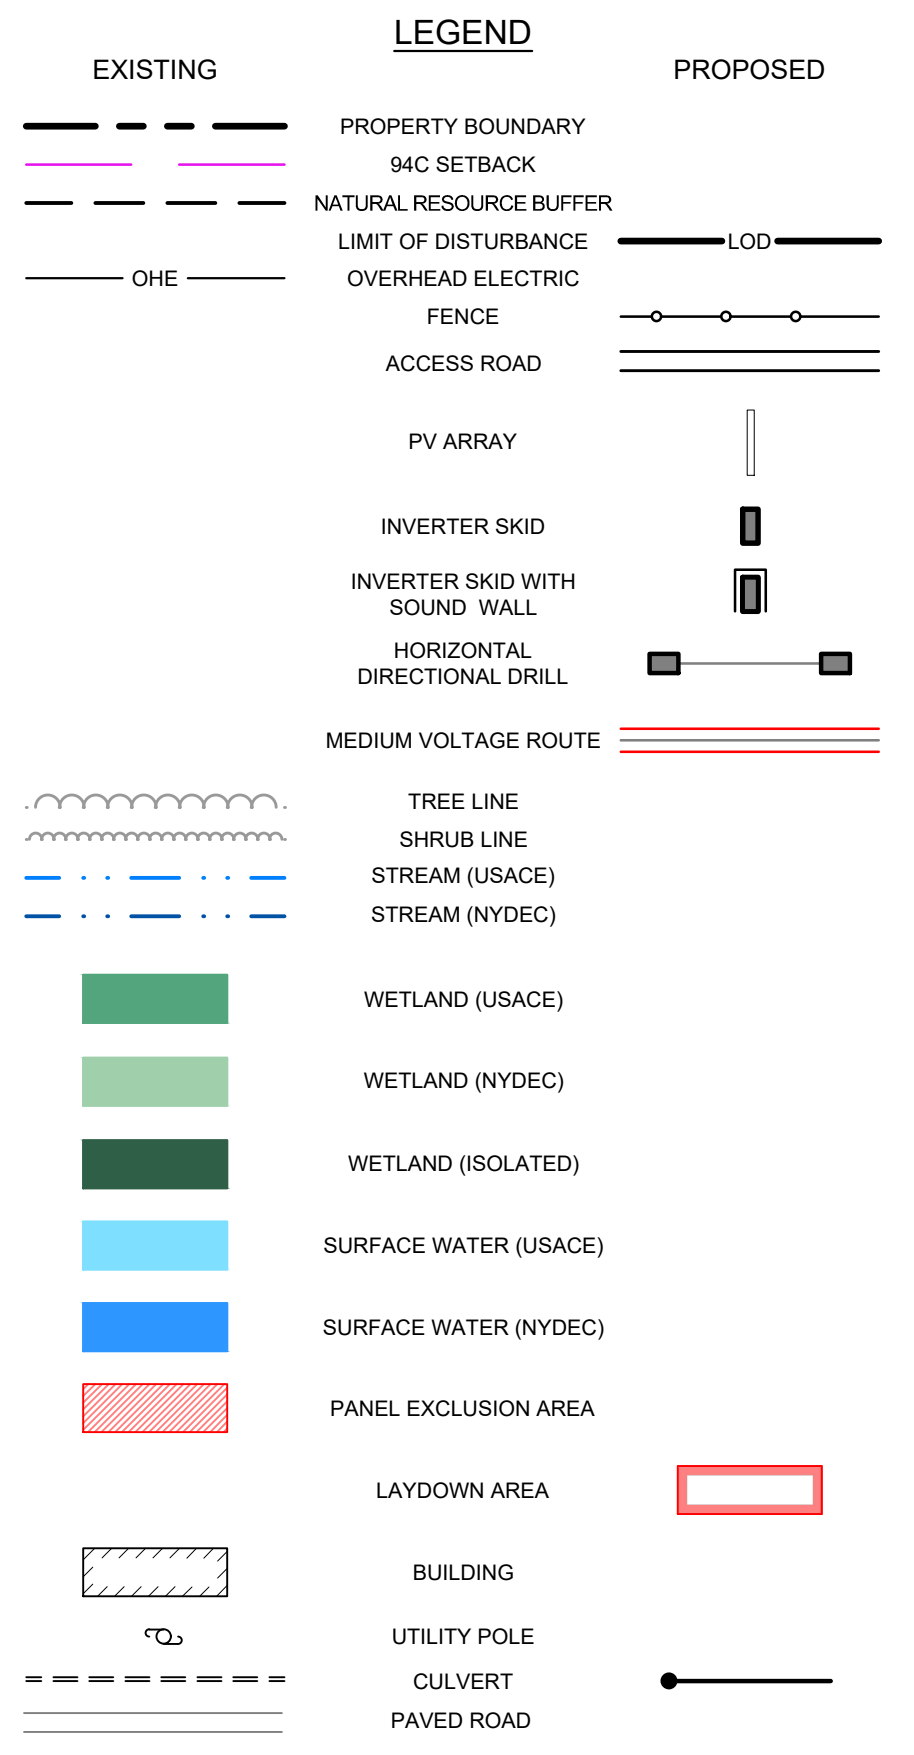 LEGEND
EXISTING
PROPOSED
PROPERTY BOUNDARY
94C SETBACK
NATURAL RESOURCE BUFFER
LIMIT OF DISTURBANCE
LOD
OHE
OVERHEAD ELECTRIC
FENCE
ACCESS ROAD
PV ARRAY
INVERTER SKID
INVERTER SKID WITH
SOUND WALL
HORIZONTAL
DIRECTIONAL DRILL
MEDIUM VOLTAGE ROUTE
TREE LINE
SHRUB LINE
STREAM (USACE)
STREAM (NYDEC)
WETLAND (USACE)
WETLAND (NYDEC)
WETLAND (ISOLATED)
SURFACE WATER (USACE)
SURFACE WATER (NYDEC)
PANEL EXCLUSION AREA
LAYDOWN AREA
BUILDING
UTILITY POLE
CULVERT
PAVED ROAD